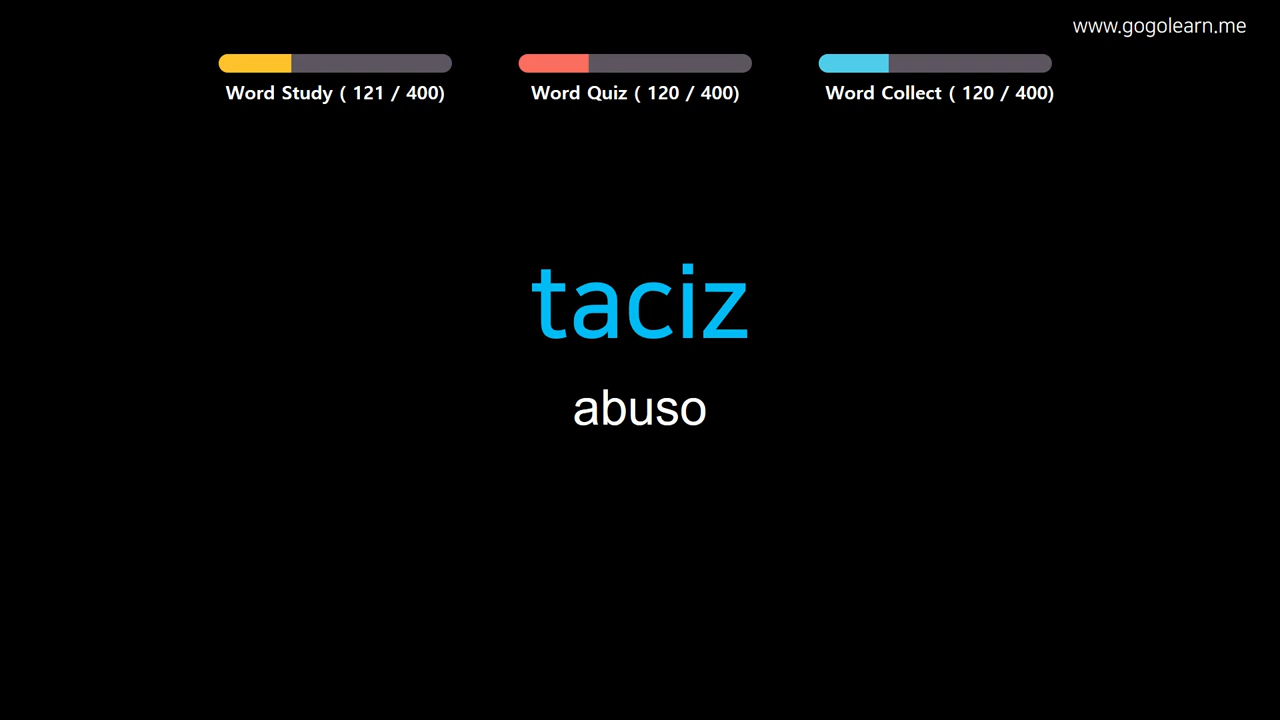 www.gogolearn.me
Word Study ( 121 / 400)
Word Quiz ( 120 / 400)
Word Collect ( 120 / 400)
taciz
abuso